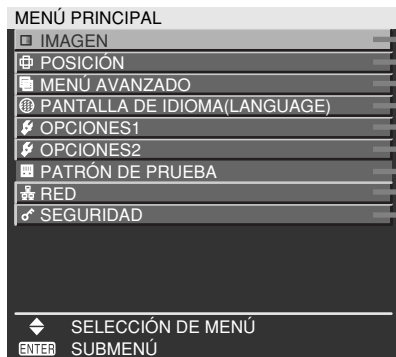 MENÚ PRINCIPAL
IMAGEN
POSICIÓN
MENÚ AVANZADO
PANTALLA DE IDIOMA(LANGUAGE)
OPCIONES1
OPCIONES2
PATRÓN DE PRUEBA
RED
SEGURIDAD
SELECCIÓN DE MENÚ
ENTER SUBMENÚ